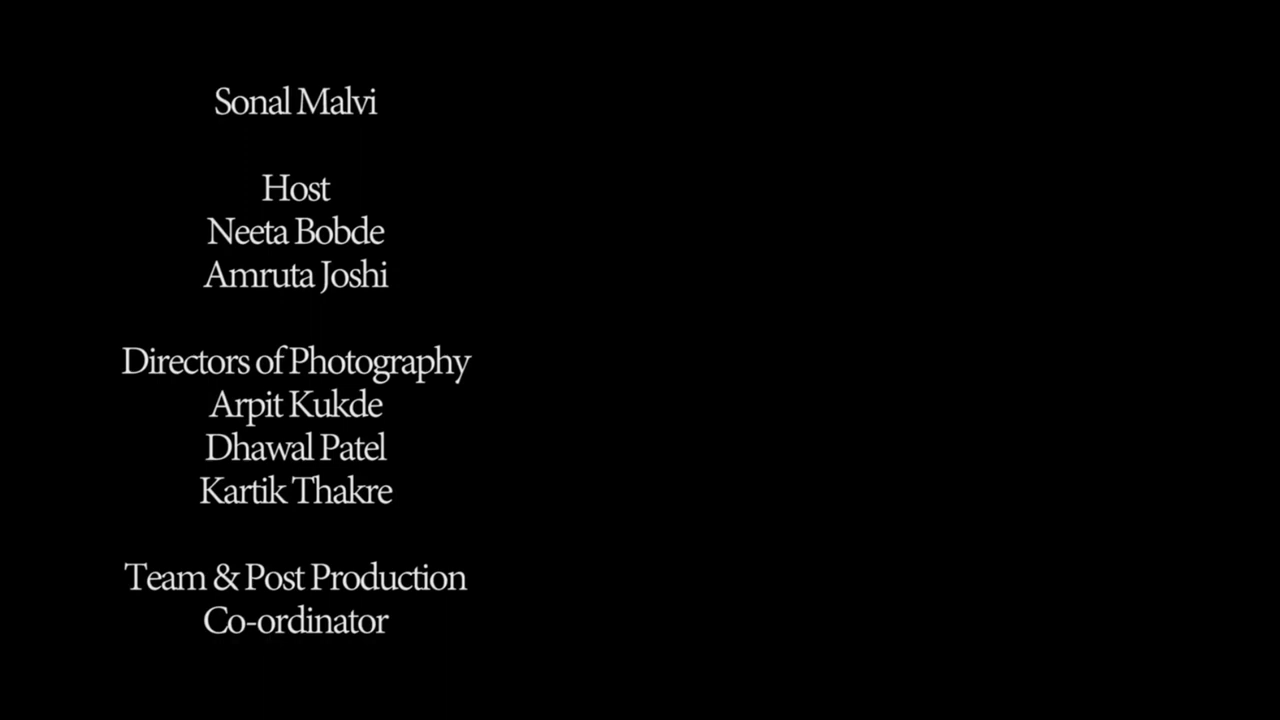 Sonal Malvi
Host
Neeta Bobde
Amruta Joshi
Directors of Photography
Arpit Kukde
Dhawal Patel
Kartik Thakre
Team & Post Production
Co-ordinator